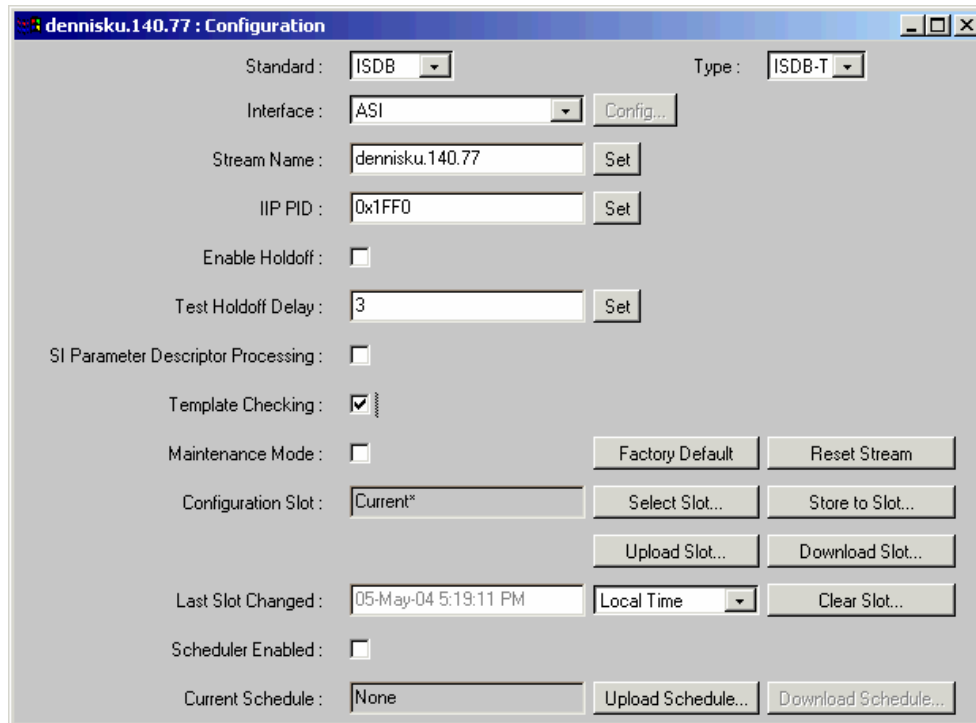 dennisku.140.77 : Configuration
Standard : ISDB Type : ISDB-T
Interface : ASI Config...
Stream Name : dennisku.140.77 Set
IIP PID : 0x1FF0 Set
Enable Holdoff :
Test Holdoff Delay : 3 Set
SI Parameter Descriptor Processing :
Template Checking :
Maintenance Mode : Factory Default Reset Stream
Configuration Slot : Current* Select Slot... Store to Slot...
Upload Slot... Download Slot...
Last Slot Changed : 05-May-04 5:19:11 PM Local Time Clear Slot...
Scheduler Enabled :
Current Schedule : None Upload Schedule... Download Schedule...